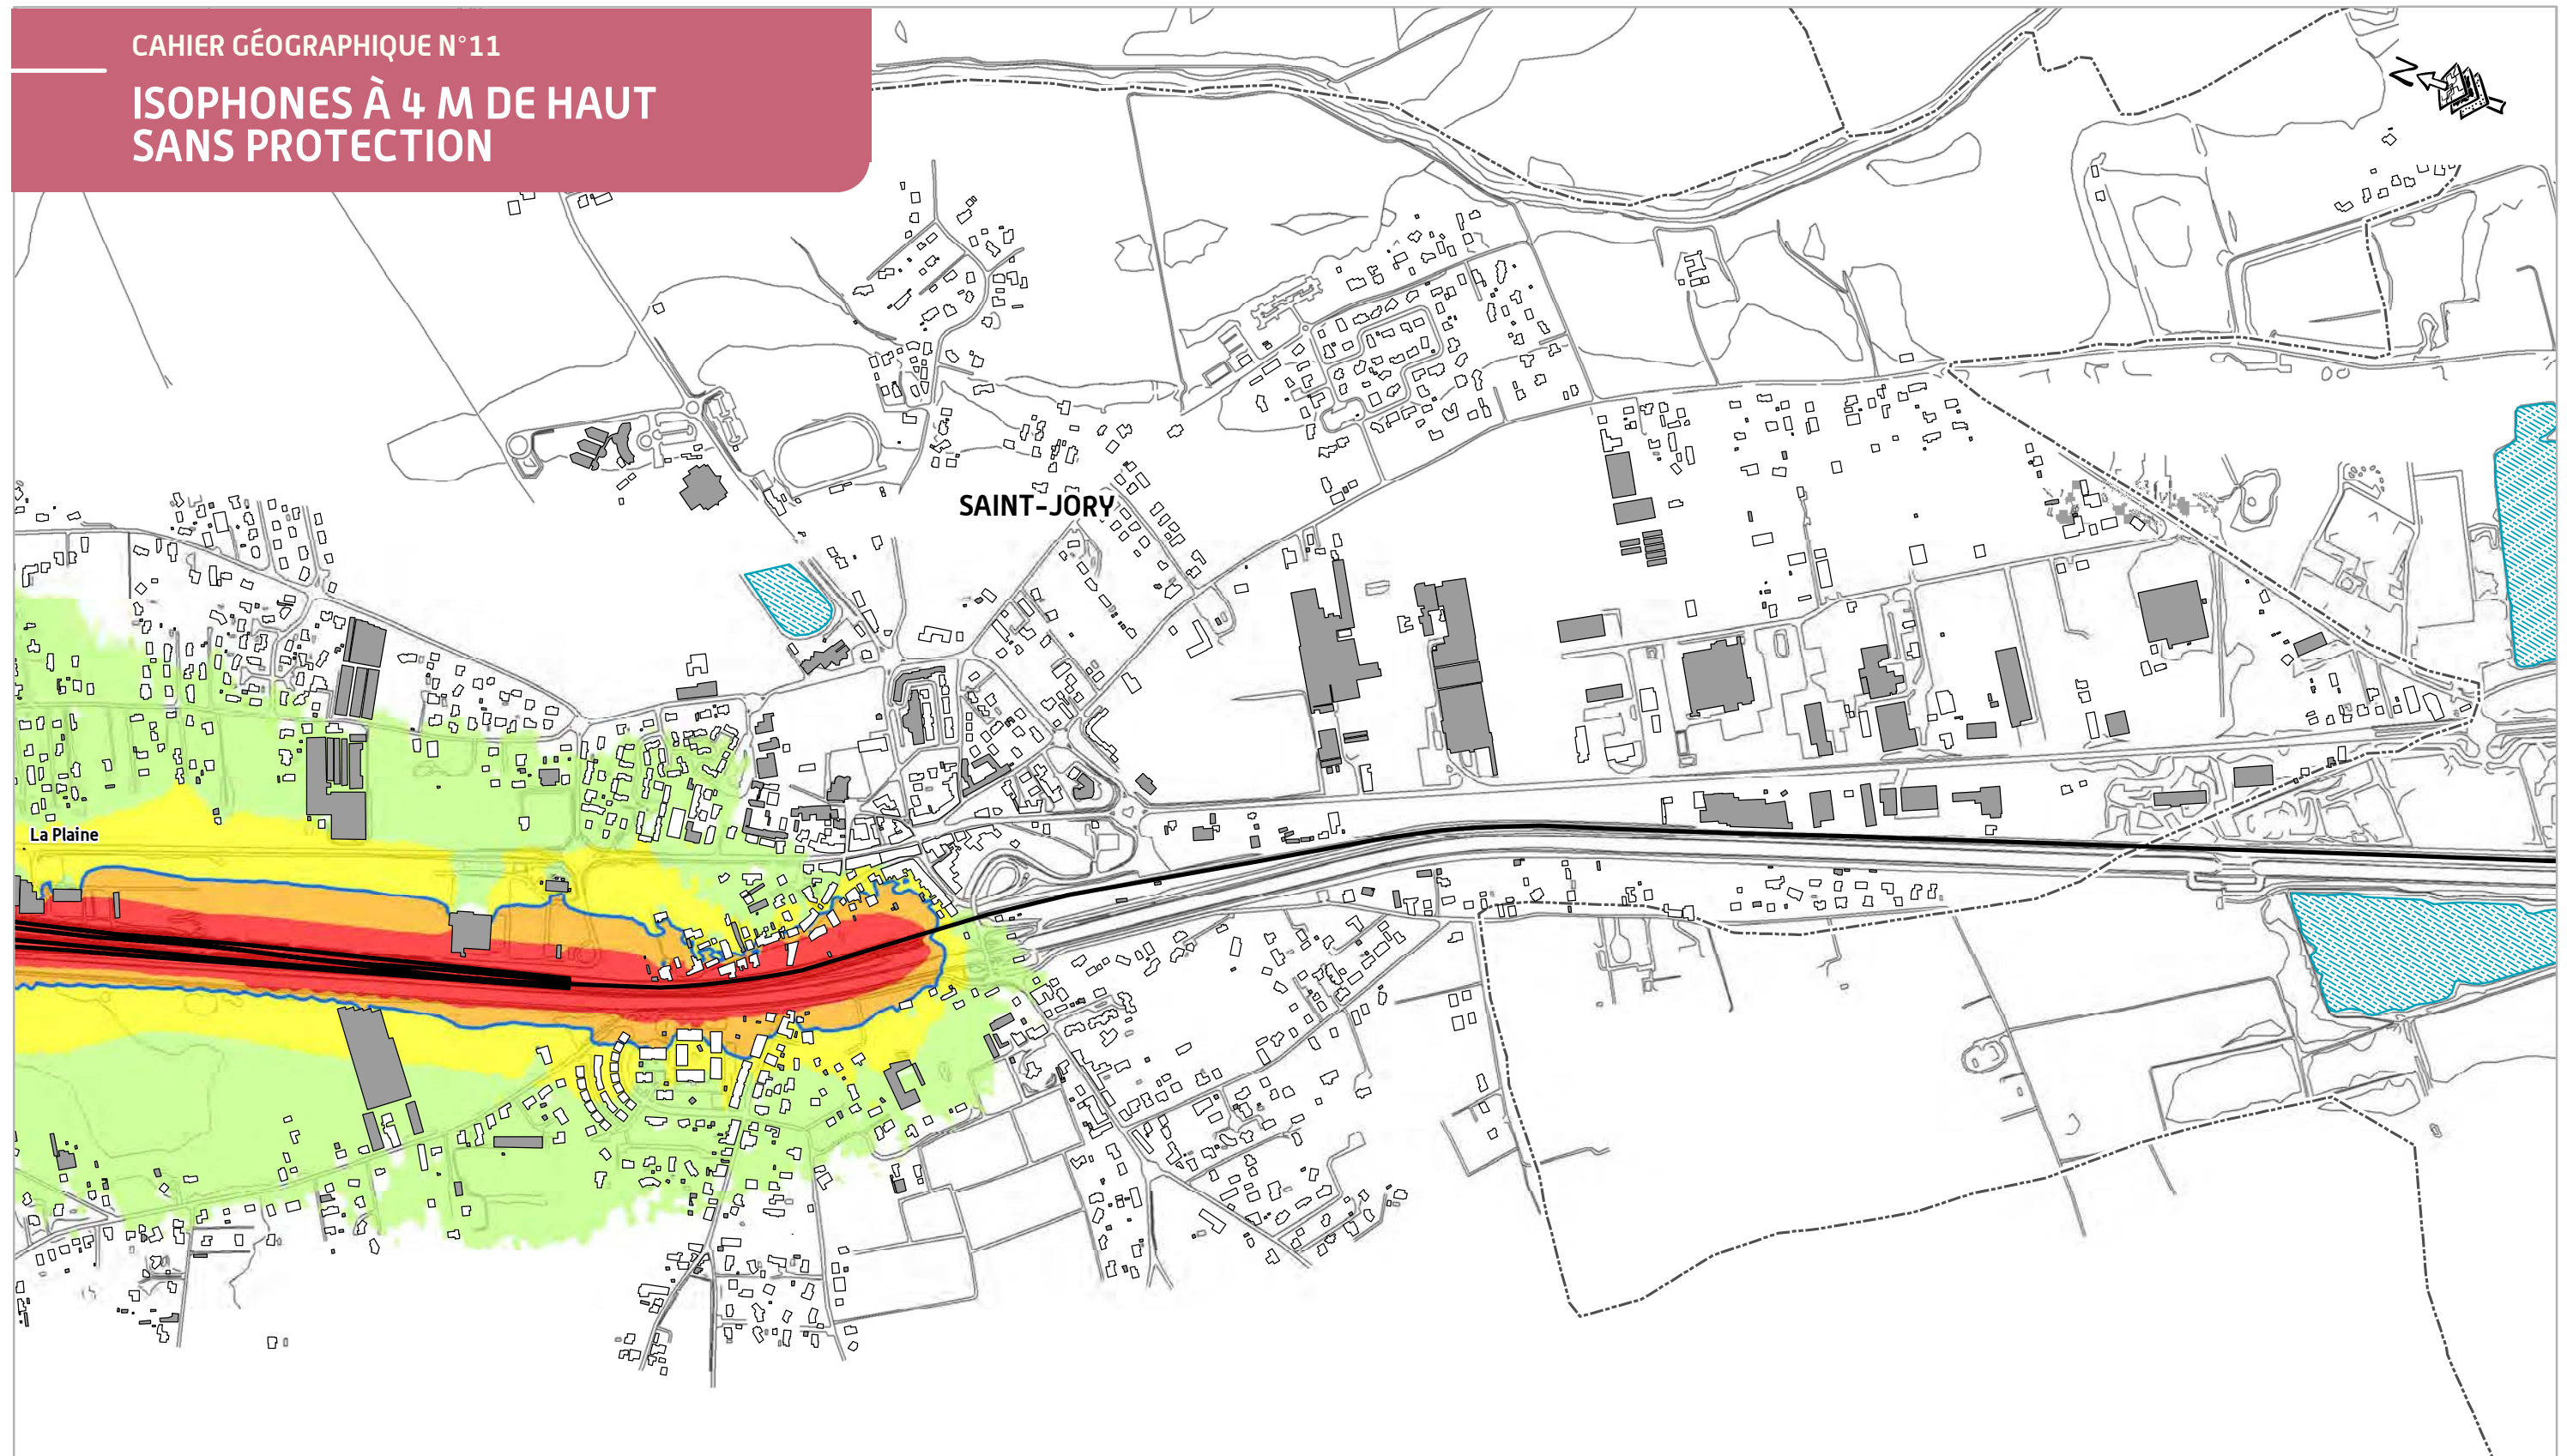 CAHIER GÉOGRAPHIQUE N°11
ISOPHONES À 4 M DE HAUT
SANS PROTECTION
N
SAINT-JORY
La Plaine